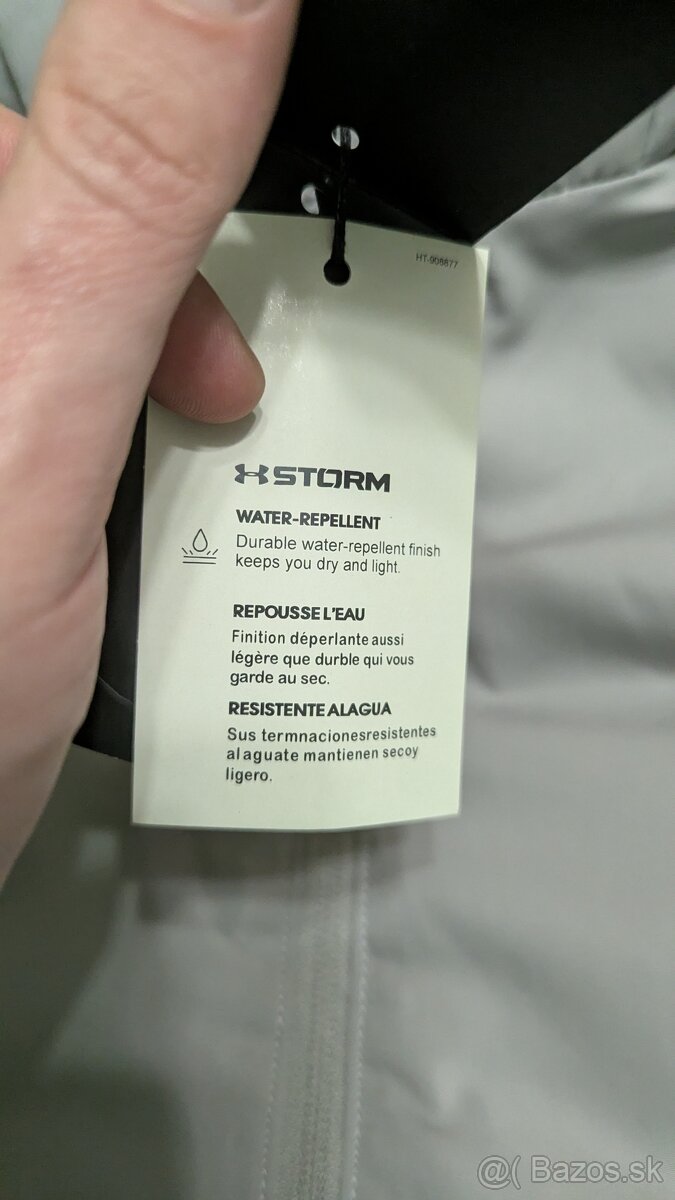 HT-908877
STORM
WATER-REPELLENT
Durable water-repellent finish
keeps you dry and light.
REPOUSSE L'EAU
Finition déperlante aussi
légère que durble qui vous
garde au sec.
RESISTENTE ALAGUA
Sus termnacionesresistentes
al aguate mantienen secoy
ligero.
@( Bazos.sk